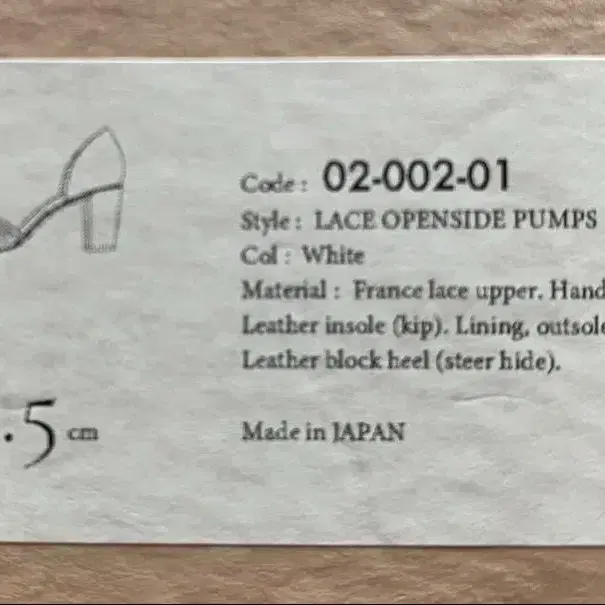 Code: 02-002-01
Style: LACE OPENSIDE PUMPS
Col: White
Material: France lace upper. Hand
Leather insole (kip). Lining, outsole
Leather block heel (steer hide).
.5 cm
Made in JAPAN